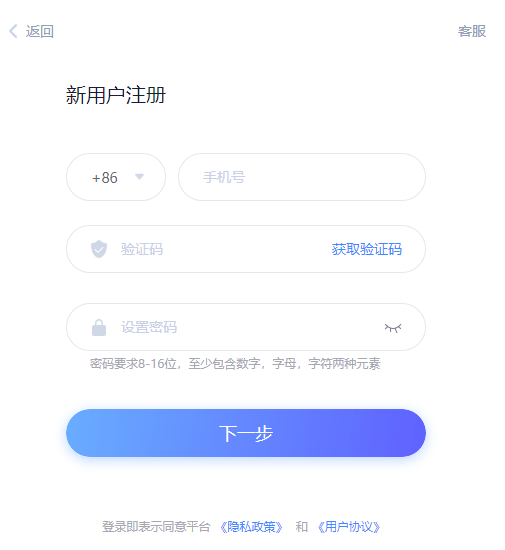 返回 客服
新用户注册
+86 手机号
验证码 获取验证码
设置密码
密码要求8-16位，至少包含数字，字母，字符两种元素
下一步
登录即表示同意平台《隐私政策》 和 《用户协议》